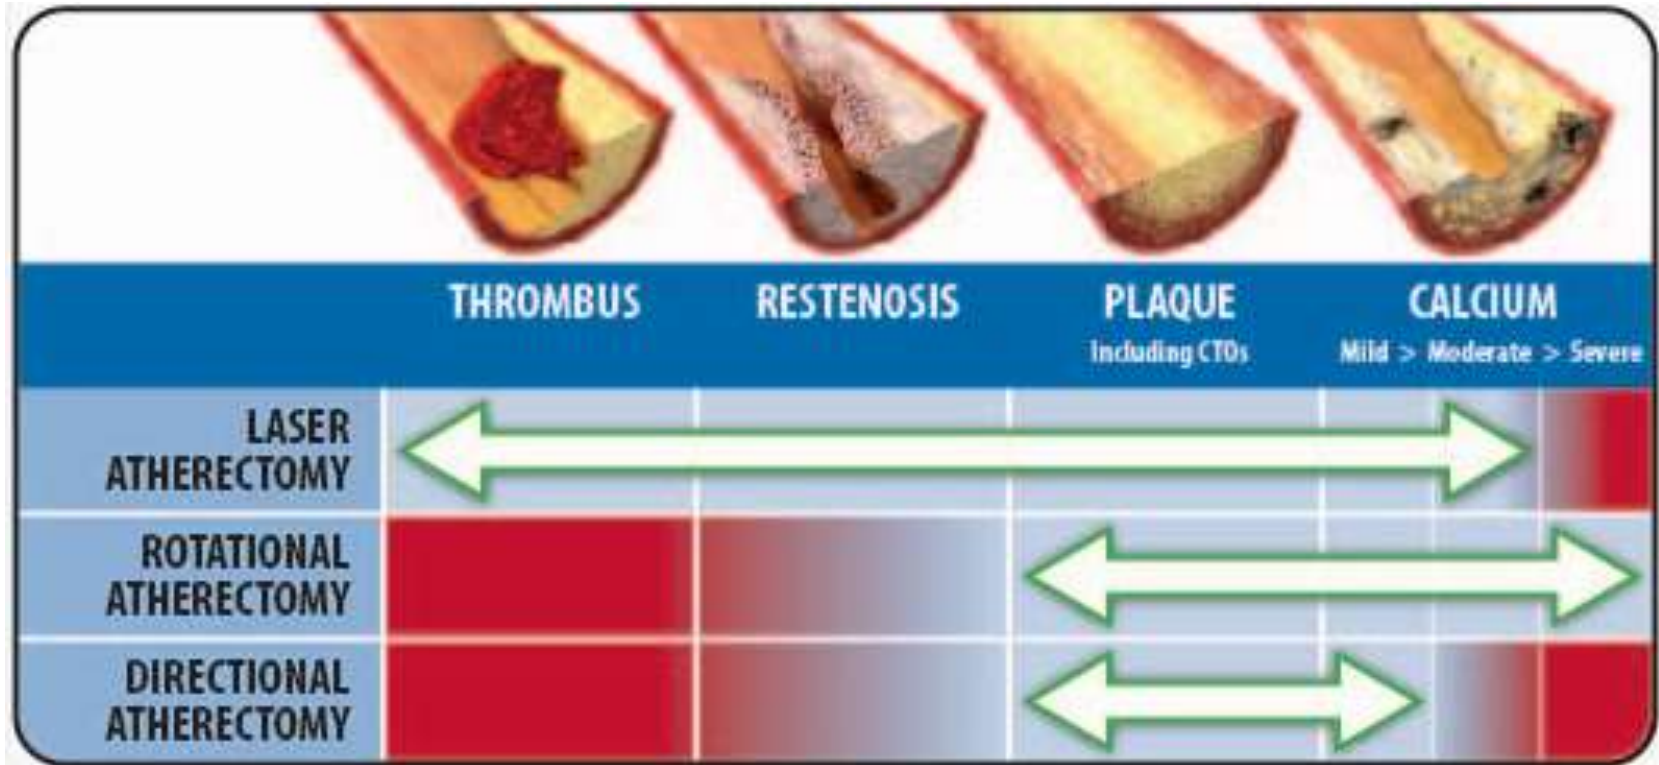 THROMBUS RESTENOSIS PLAQUE CALCIUM
Including CTOs Mild > Moderate > Severe
LASER
ATHERECTOMY
ROTATIONAL
ATHERECTOMY
DIRECTIONAL
ATHERECTOMY